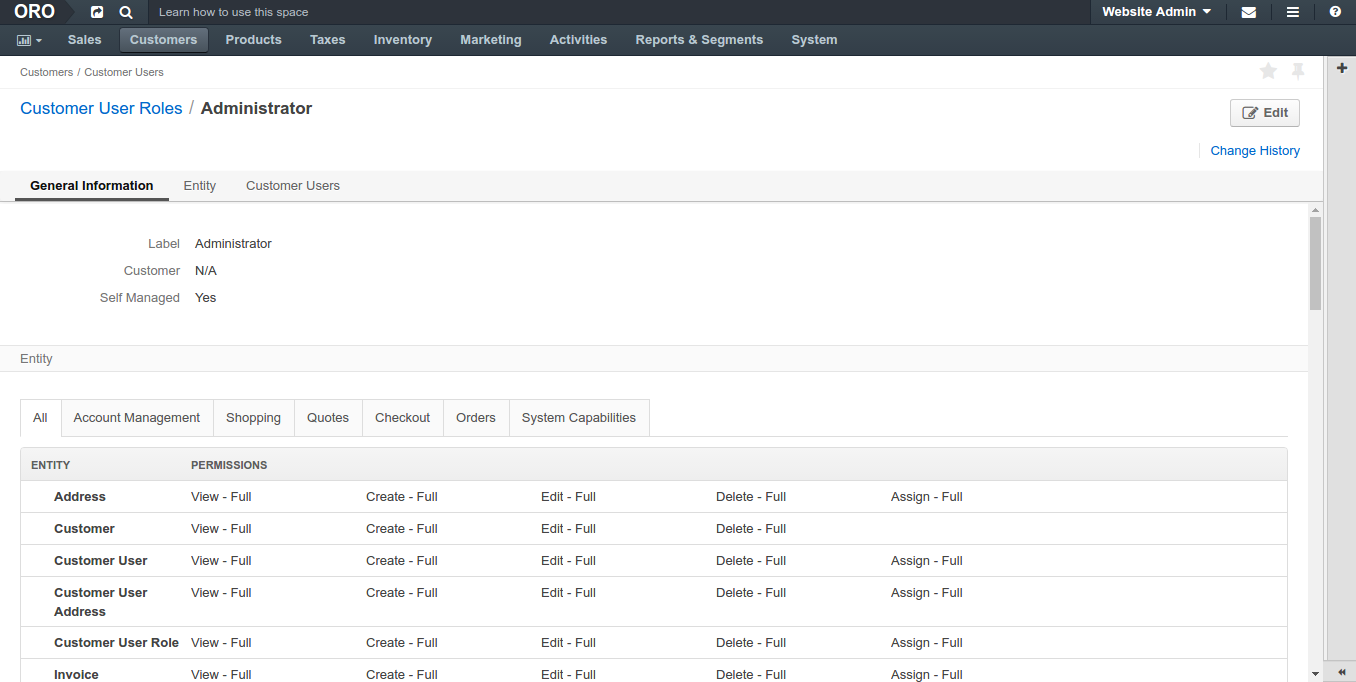 ORO Learn how to use this space Website Admin
Sales Customers Products Taxes Inventory Marketing Activities Reports & Segments System
Customers / Customer Users
Customer User Roles / Administrator
Edit
Change History
General Information Entity Customer Users
Label Administrator
Customer N/A
Self Managed Yes
Entity
All Account Management Shopping Quotes Checkout Orders System Capabilities
ENTITY PERMISSIONS
Address View - Full Create - Full Edit - Full Delete - Full Assign - Full
Customer View - Full Create - Full Edit - Full Delete - Full
Customer User View - Full Create - Full Edit - Full Delete - Full Assign - Full
Customer User View - Full Create - Full Edit - Full Delete - Full Assign - Full
Address
Customer User Role View - Full Create - Full Edit - Full Delete - Full Assign - Full
Invoice View - Full Create - Full Edit - Full Delete - Full Assign - Full